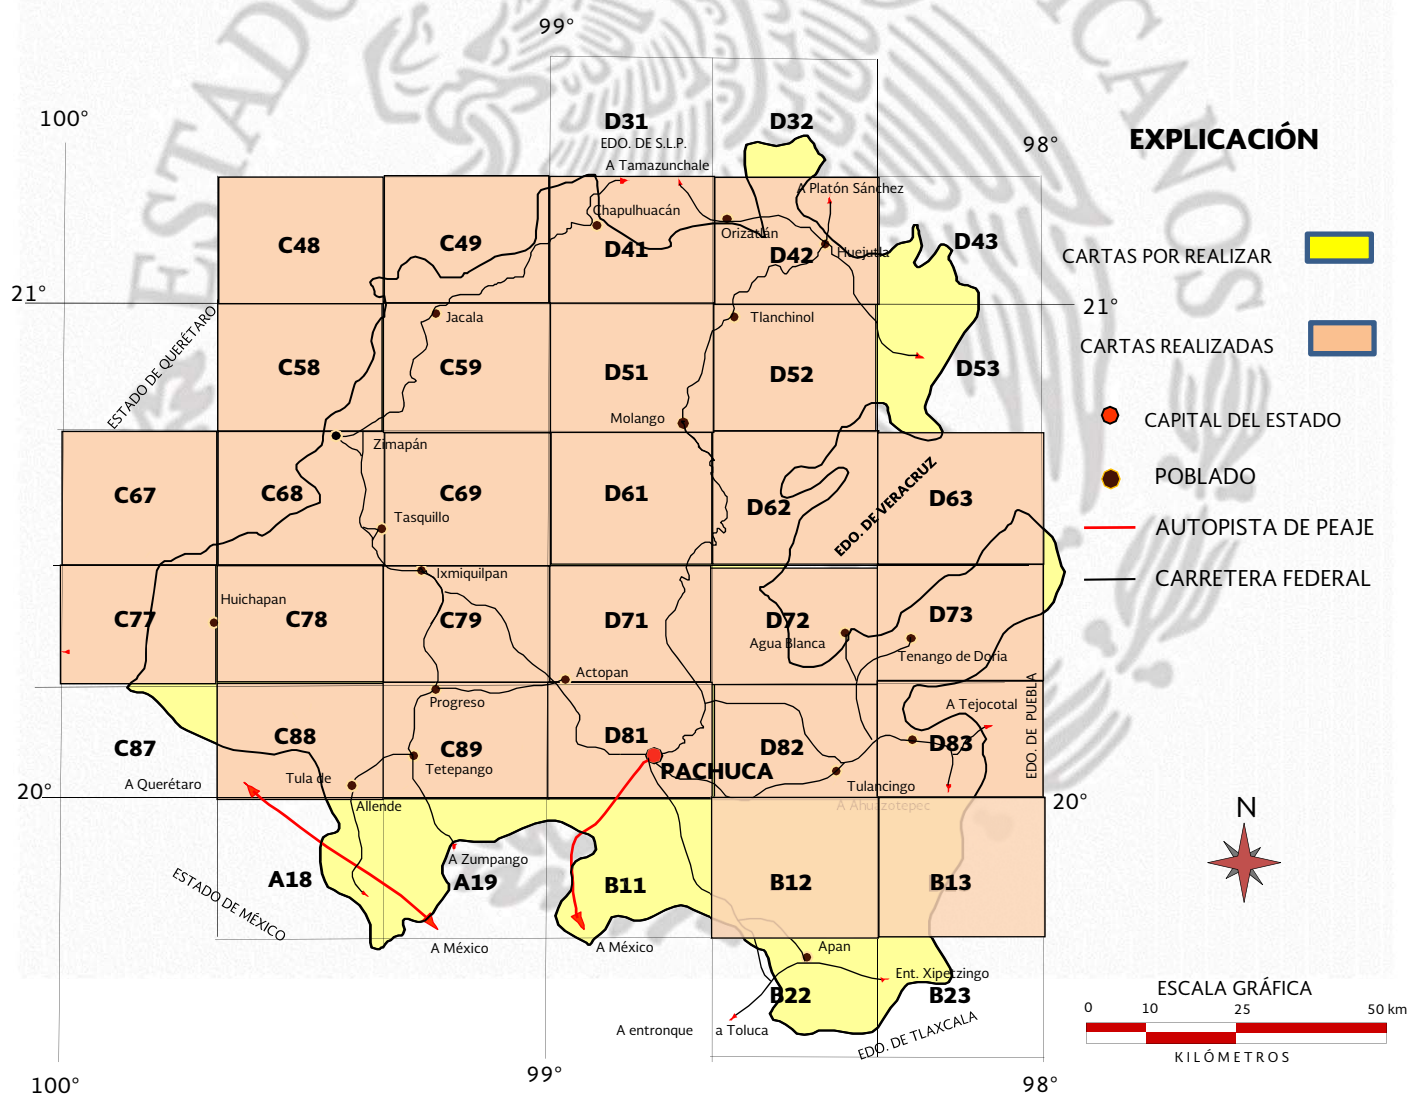 ESTADOS
MEXICANOS
99°
100°
98°
D31
D32
EDO. DE S.L.P.
A Tamazunchale
EXPLICACIÓN
A Platón Sánchez
Chapulhuacán
Orizatlán
C48
C49
D41
D42
Huejutla
D43
CARTAS POR REALIZAR
21°
21°
Jacala
Tlanchinol
ESTADO DE QUERÉTARO
CARTAS REALIZADAS
C58
C59
D51
D52
D53
Molango
CAPITAL DEL ESTADO
Zimapán
POBLADO
C67
C68
C69
D61
D62
EDO. DE VERACRUZ
D63
Tasquillo
AUTOPISTA DE PEAJE
Ixmiquilpan
CARRETERA FEDERAL
Huichapan
C77
C78
C79
D71
D72
D73
Agua Blanca
Tenango de Doria
Actopan
Progreso
A Tejocotal
EDO. DE PUEBLA
C87
C88
C89
D81
D82
D83
Tetepango
PACHUCA
A Querétaro
Tula de
Allende
Tulancingo
A Ahuazotepec
20°
20°
N
A Zumpango
A18
A19
B11
B12
B13
ESTADO DE MÉXICO
A México
A México
Apan
Ent. Xipetzingo
B22
B23
A entronque a Toluca
EDO. DE TLAXCALA
ESCALA GRÁFICA
0 10 25 50 km
KILÓMETROS
100°
99°
98°